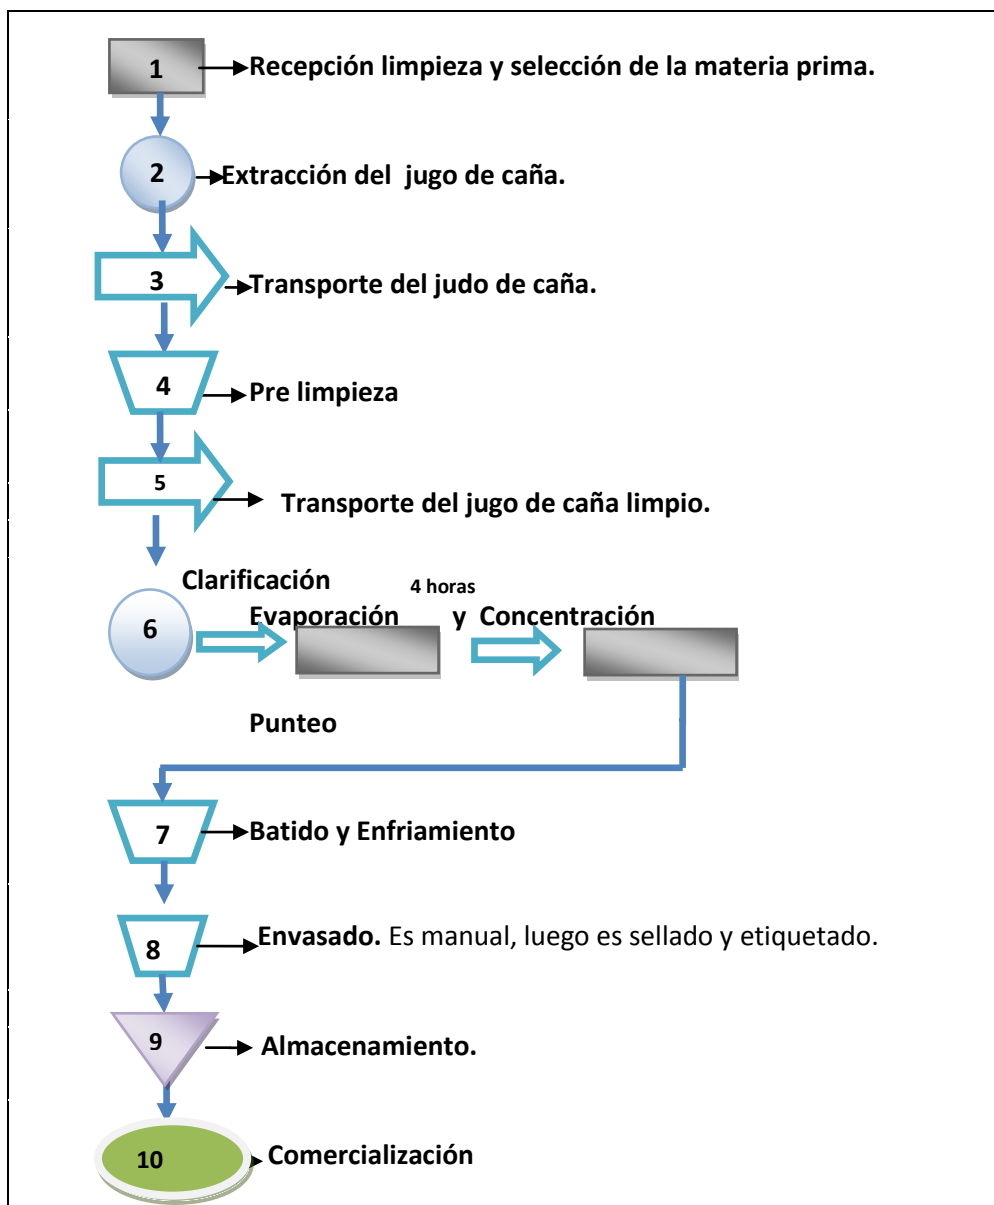 1 Recepción limpieza y selección de la materia prima.
2 Extracción del jugo de caña.
3 Transporte del judo de caña.
4 Pre limpieza
5 Transporte del jugo de caña limpio.
Clarificación 4 horas
6 Evaporación y Concentración
Punteo
7 Batido y Enfriamiento
8 Envasado. Es manual, luego es sellado y etiquetado.
9 Almacenamiento.
10 Comercialización